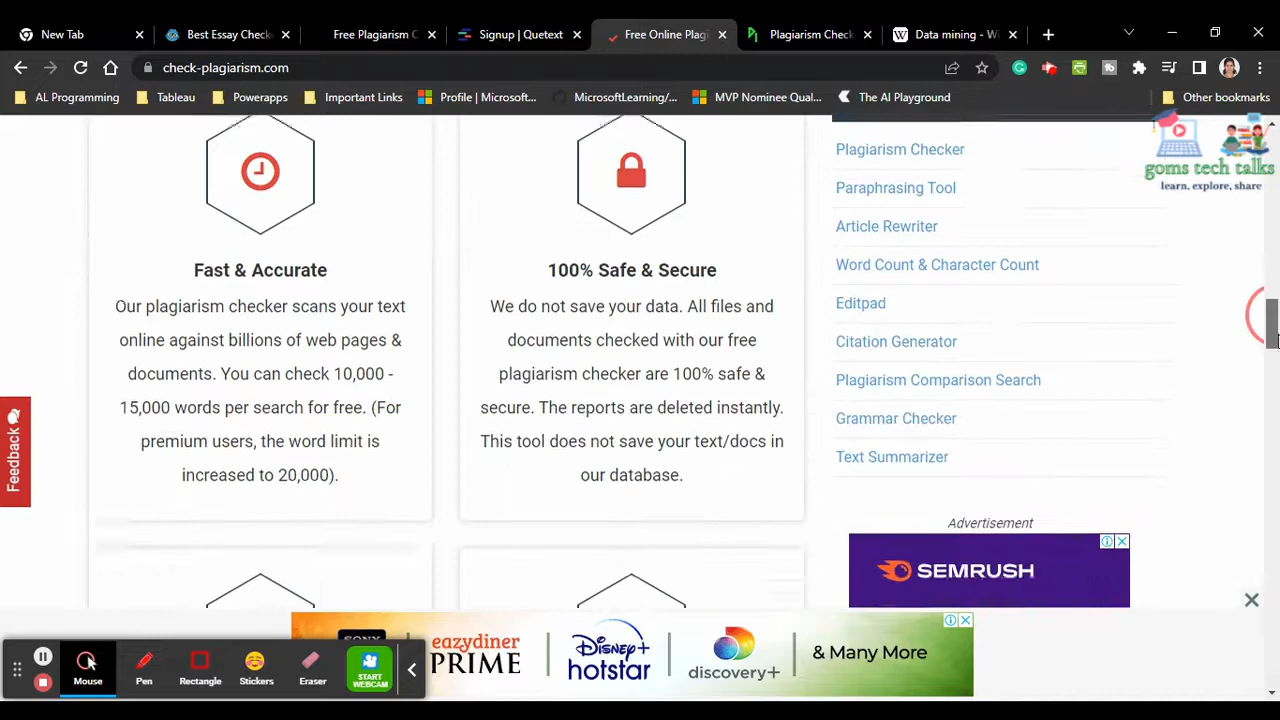 New Tab
Best Essay Check
Free Plagiarism C
Signup | Quetext
Free Online Plagi
Plagiarism Check
Data mining - Wi
check-plagiarism.com
AL Programming
Tableau
Powerapps
Important Links
Profile | Microsoft...
MicrosoftLearning/...
MVP Nominee Qual...
The AI Playground
Other bookmarks
goms tech talks
learn, explore, share
Plagiarism Checker
Paraphrasing Tool
Article Rewriter
Word Count & Character Count
Editpad
Citation Generator
Plagiarism Comparison Search
Grammar Checker
Text Summarizer
Fast & Accurate
Our plagiarism checker scans your text
online against billions of web pages &
documents. You can check 10,000 -
15,000 words per search for free. (For
premium users, the word limit is
increased to 20,000).
100% Safe & Secure
We do not save your data. All files and
documents checked with our free
plagiarism checker are 100% safe &
secure. The reports are deleted instantly.
This tool does not save your text/docs in
our database.
Feedback
Advertisement
SEMRUSH
SONY
eazydiner
PRIME
Disney+
hotstar
discovery+
& Many More
Mouse
Pen
Rectangle
Stickers
Eraser
START
WEBCAM